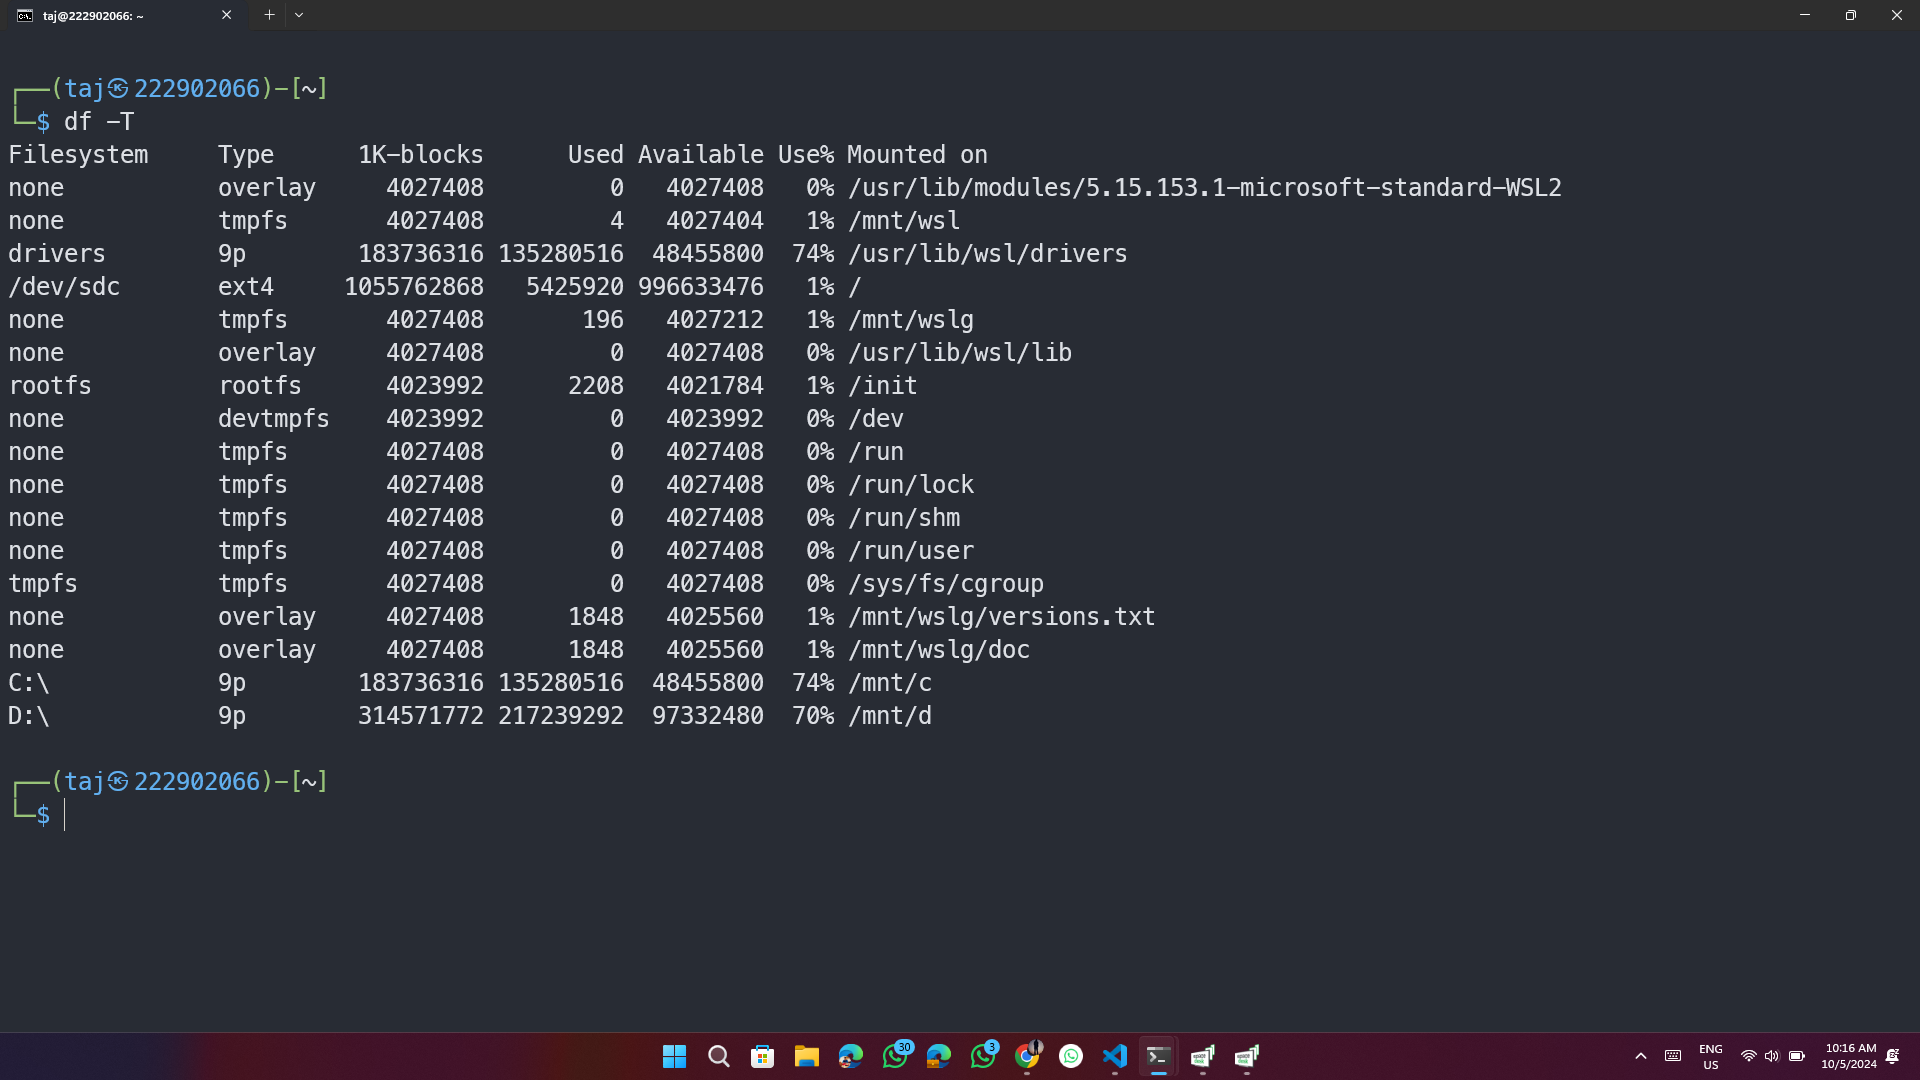 taj@222902066: ~
┌──(taj㉿222902066)-[~]
└─$ df -T
Filesystem     Type      1K-blocks      Used Available Use% Mounted on
none           overlay     4027408         0   4027408   0% /usr/lib/modules/5.15.153.1-microsoft-standard-WSL2
none           tmpfs       4027408         4   4027404   1% /mnt/wsl
drivers        9p        183736316 135280516  48455800  74% /usr/lib/wsl/drivers
/dev/sdc       ext4     1055762868   5425920 996633476   1% /
none           tmpfs       4027408       196   4027212   1% /mnt/wslg
none           overlay     4027408         0   4027408   0% /usr/lib/wsl/lib
rootfs         rootfs      4023992      2208   4021784   1% /init
none           devtmpfs    4023992         0   4023992   0% /dev
none           tmpfs       4027408         0   4027408   0% /run
none           tmpfs       4027408         0   4027408   0% /run/lock
none           tmpfs       4027408         0   4027408   0% /run/shm
none           tmpfs       4027408         0   4027408   0% /run/user
tmpfs          tmpfs       4027408         0   4027408   0% /sys/fs/cgroup
none           overlay     4027408      1848   4025560   1% /mnt/wslg/versions.txt
none           overlay     4027408      1848   4025560   1% /mnt/wslg/doc
C:\            9p        183736316 135280516  48455800  74% /mnt/c
D:\            9p        314571772 217239292  97332480  70% /mnt/d
┌──(taj㉿222902066)-[~]
└─$
30
3
ENG
US
10:16 AM
10/5/2024